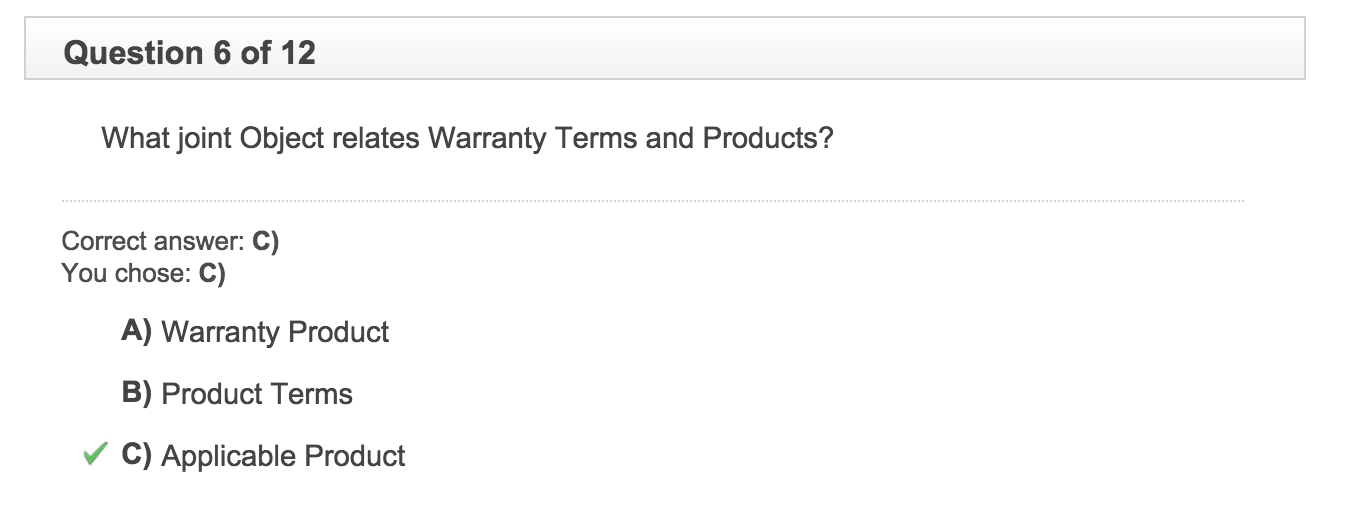 Question 6 of 12
What joint Object relates Warranty Terms and Products?
Correct answer: C)
You chose: C)
A) Warranty Product
B) Product Terms
C) Applicable Product